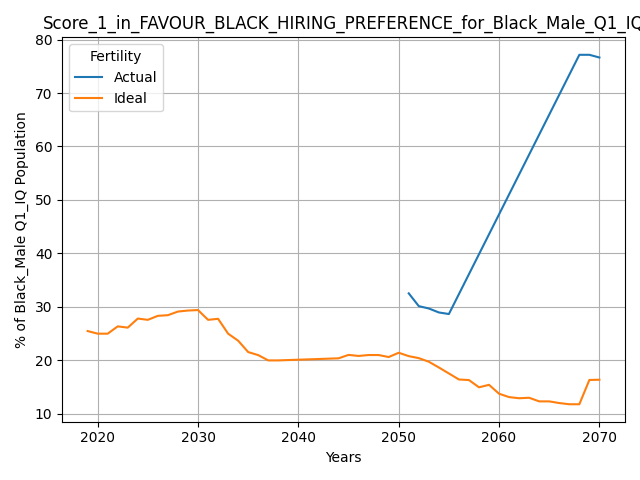 Score_1_in_FAVOUR_BLACK_HIRING_PREFERENCE_for_Black_Male_Q1_IQ
Fertility
Actual
Ideal
% of Black_Male Q1_IQ Population
80
70
60
50
40
30
20
10
2020
2030
2040
2050
2060
2070
Years